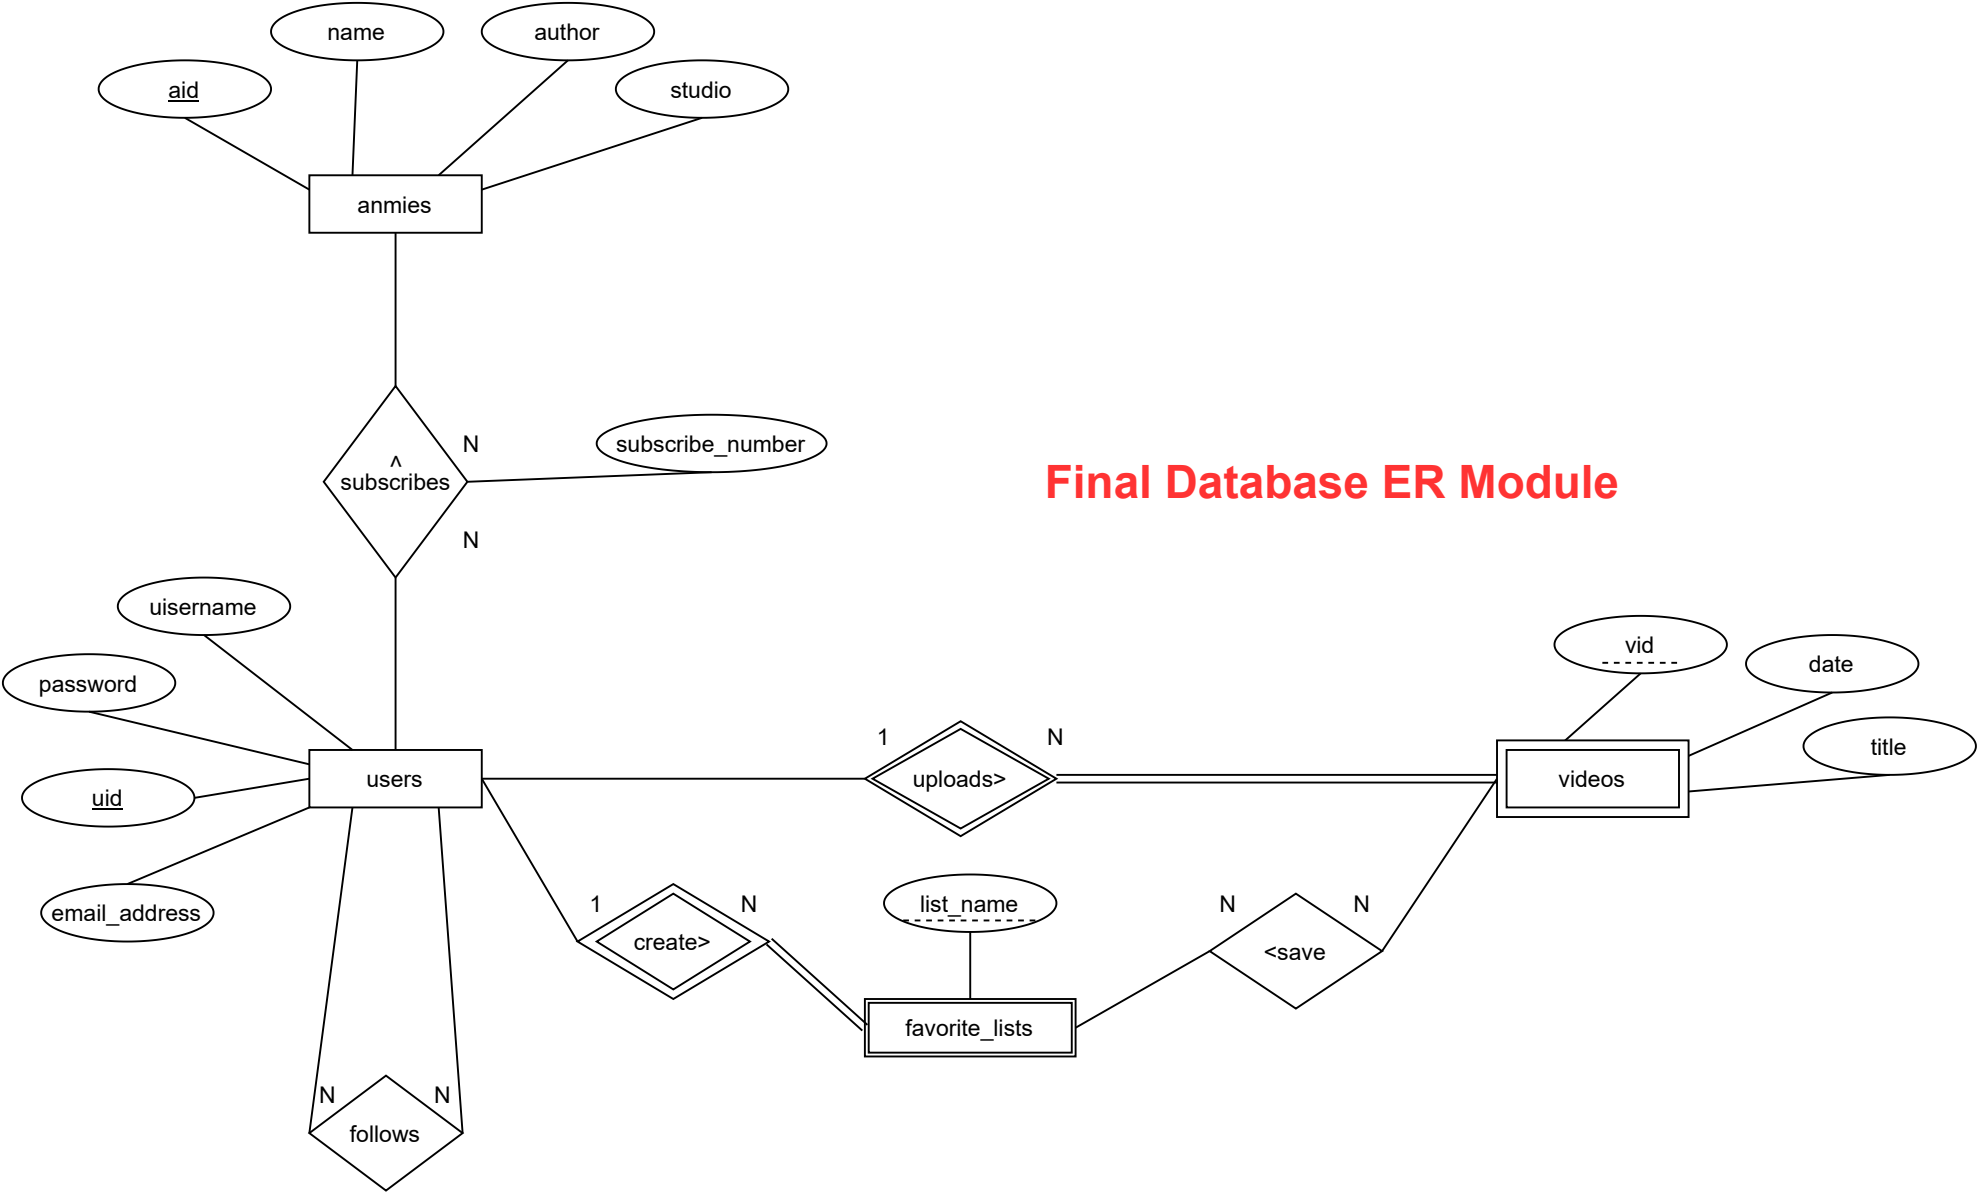 name
author
aid
studio
anmies
N
subscribe_number
^
subscribes
Final Database ER Module
N
uisername
vid
date
password
1
N
title
users
uploads>
videos
uid
1
N
list_name
N
N
email_address
create>
<save
favorite_lists
N
N
follows